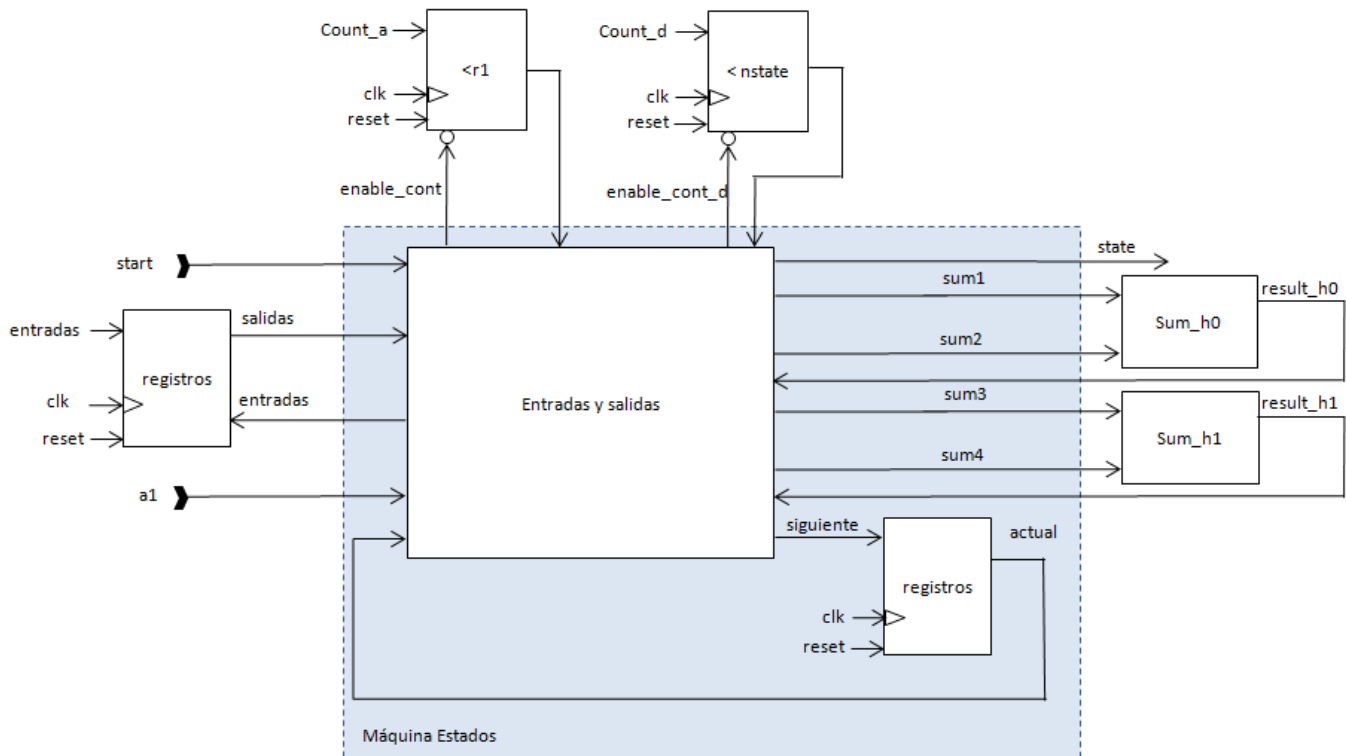 Count_a
<r1
clk
reset
enable_cont
Count_d
< nstate
clk
reset
enable_cont_d
start
entradas
salidas
registros
clk
entradas
reset
a1
Entradas y salidas
state
sum1
result_h0
Sum_h0
sum2
sum3
result_h1
Sum_h1
sum4
siguiente
actual
registros
clk
reset
Máquina Estados